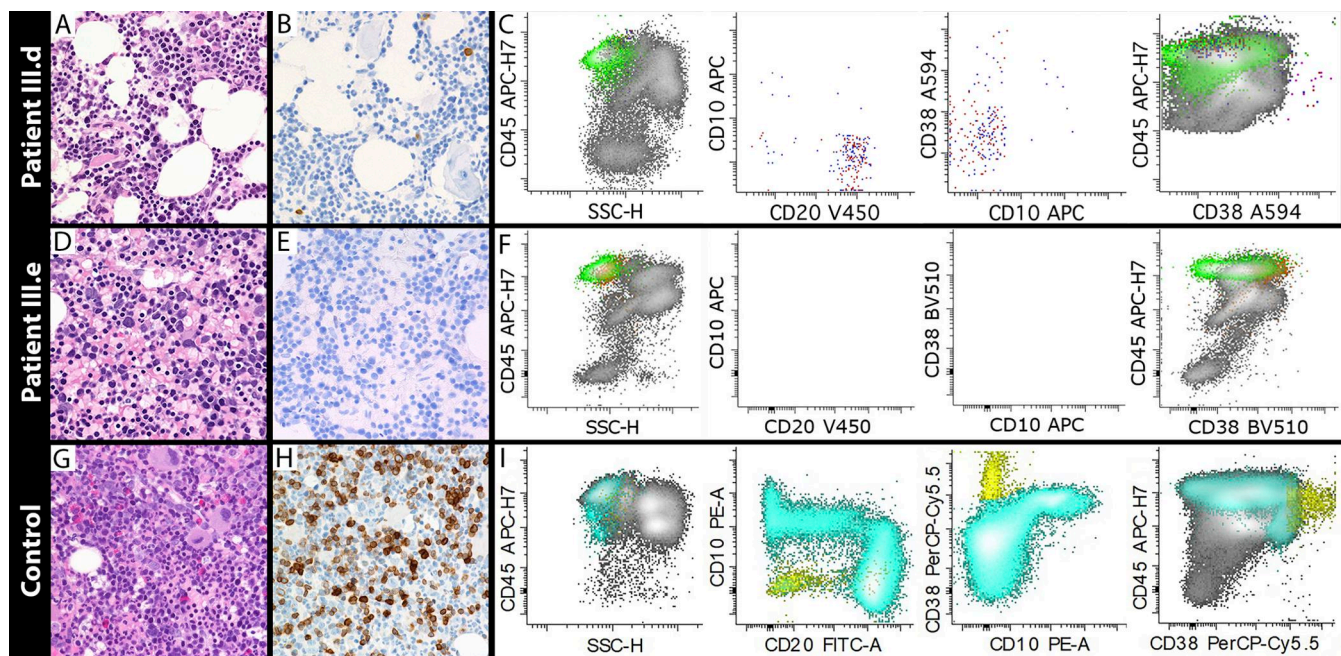 Patient III.d
A
B
C
CD45 APC-H7
SSC-H
CD10 APC
CD20 V450
CD38 A594
CD10 APC
CD45 APC-H7
CD38 A594
Patient III.e
D
E
F
CD45 APC-H7
SSC-H
CD10 APC
CD20 V450
CD38 BV510
CD10 APC
CD45 APC-H7
CD38 BV510
Control
G
H
I
CD45 APC-H7
SSC-H
CD10 PE-A
CD20 FITC-A
CD38 PerCP-Cy5.5
CD10 PE-A
CD45 APC-H7
CD38 PerCP-Cy5.5